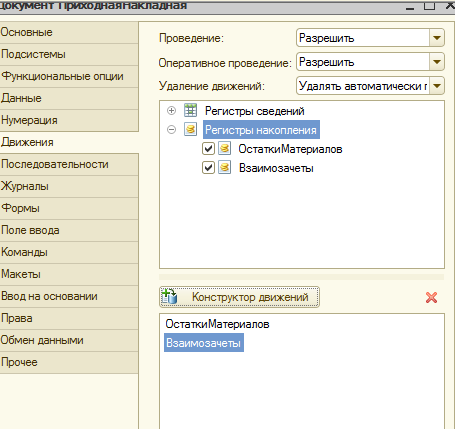 Документ ПриходнаяНакладная
Основные
Подсистемы
Функциональные опции
Данные
Нумерация
Движения
Последовательности
Журналы
Формы
Поле ввода
Команды
Макеты
Ввод на основании
Права
Обмен данными
Прочее
Проведение: Разрешить
Оперативное проведение: Разрешить
Удаление движений: Удалять автоматически г
Регистры сведений
Регистры накопления
ОстаткиМатериалов
Взаимозачеты
Конструктор движений
ОстаткиМатериалов
Взаимозачеты